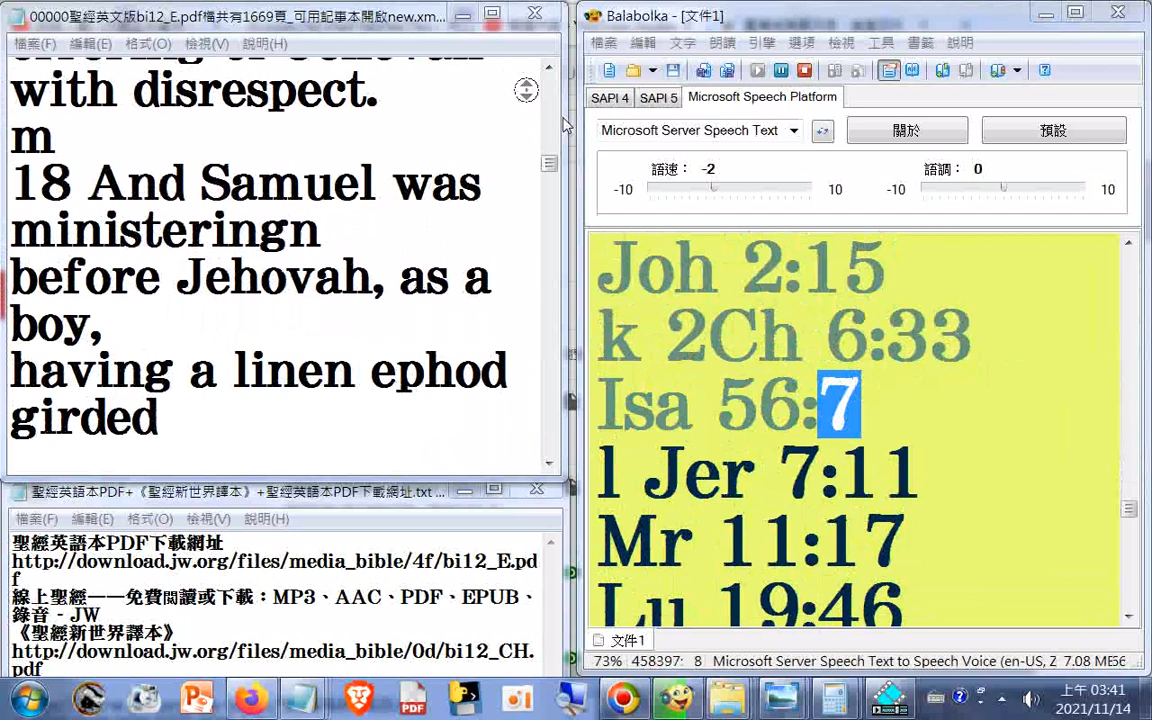 00000聖經英文版bi12_E.pdf檔共有1669頁_可用記事本開啟new.xm...
檔案(F) 編輯(E) 格式(O) 檢視(V) 說明(H)
with disrespect.
m
18 And Samuel was
ministeringn
before Jehovah, as a
boy,
having a linen ephod
girded
聖經英語本PDF+《聖經新世界譯本》+聖經英語本PDF下載網址.txt ...
檔案(F) 編輯(E) 格式(O) 檢視(V) 說明(H)
聖經英語本PDF下載網址
http://download.jw.org/files/media_bible/4f/bi12_E.pd
f
線上聖經——免費閱讀或下載：MP3、AAC、PDF、EPUB、
錄音 - JW
《聖經新世界譯本》
http://download.jw.org/files/media_bible/0d/bi12_CH.
pdf
Balabolka - [文件1]
檔案 編輯 文字 朗讀 引擎 選項 檢視 工具 書籤 說明
SAPI 4 SAPI 5 Microsoft Speech Platform
Microsoft Server Speech Text 關於 預設
語速： -2 語調： 0
-10 10 -10 10
Joh 2:15
k 2Ch 6:33
Isa 56:7
l Jer 7:11
Mr 11:17
Lu 19:46
文件1
73% 458397: 8 Microsoft Server Speech Text to Speech Voice (en-US, Z 7.08 ME56
上午 03:41
2021/11/14